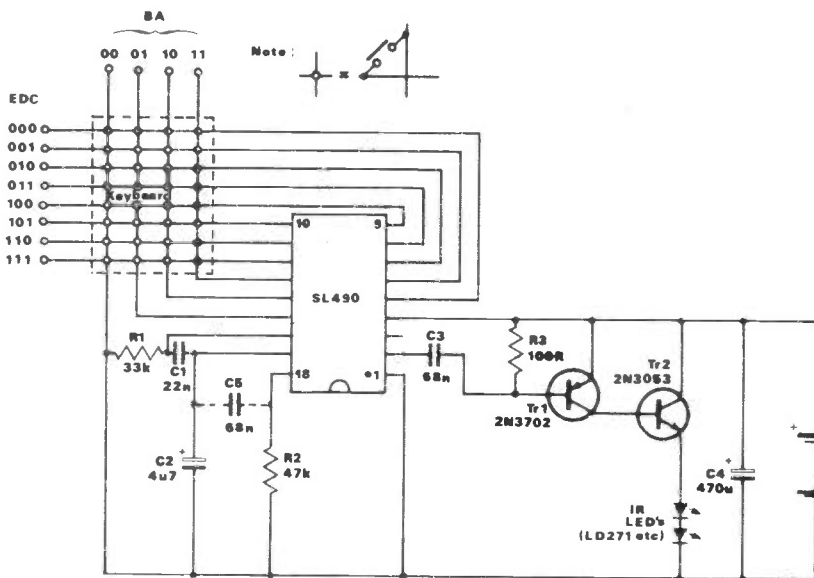 BA
00 01 10 11
Note:
=
EDC
000
001
010
011
100
101
110
111
Keyboard
10 9
SL490
18 •1
R1
33k
C1
22n
C5
68n
C2
4u7
+
R2
47k
C3
68n
R3
100R
Tr1
2N3702
Tr2
2N3053
IR
LED's
(LD271 etc)
C4
470u
+
+